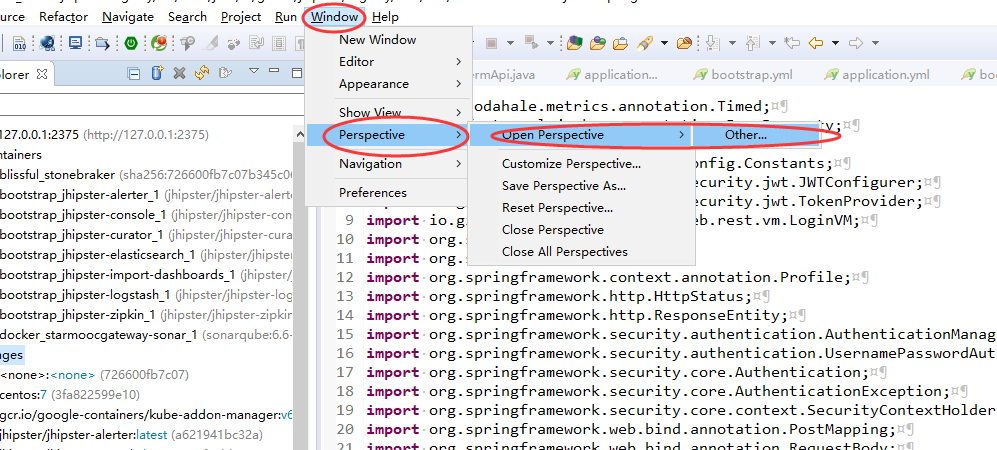 ource Refactor Navigate Search Project Run Window Help
New Window
Editor
Appearance
Show View
Perspective
Navigation
Preferences
Open Perspective
Other...
Customize Perspective...
Save Perspective As...
Reset Perspective...
Close Perspective
Close All Perspectives
lorer
127.0.0.1:2375 (http://127.0.0.1:2375)
ntainers
blissful_stonebraker (sha256:726600fb7c07b345c0
bootstrap_jhipster-alerter_1 (jhipster/jhipster-alert
bootstrap_jhipster-console_1 (jhipster/jhipster-con
bootstrap_jhipster-curator_1 (jhipster/jhipster-cura
bootstrap_jhipster-elasticsearch_1 (jhipster/jhipste
bootstrap_jhipster-import-dashboards_1 (jhipster/
bootstrap_jhipster-logstash_1 (jhipster/jhipster-log
bootstrap_jhipster-zipkin_1 (jhipster/jhipster-zipkin
docker_starmoocgateway-sonar_1 (sonarqube:6.6-
ages
<none>:<none> (726600fb7c07)
centos:7 (3fa822599e10)
gcr.io/google-containers/kube-addon-manager:v6
jhipster/jhipster-alerter:latest (a621941bc32a)
ermApi.java application... bootstrap.yml application.yml bo
odahale.metrics.annotation.Timed;¤¶
onfig.Constants;¤¶
ecurity.jwt.JWTConfigurer;¤¶
ecurity.jwt.TokenProvider;¤¶
9 import io.g eb.rest.vm.LoginVM;¤¶
10 import org.s
11 import org.s
12 import org.springframework.context.annotation.Profile;¤¶
13 import org.springframework.http.HttpStatus;¤¶
14 import org.springframework.http.ResponseEntity;¤¶
15 import org.springframework.security.authentication.AuthenticationManag
16 import org.springframework.security.authentication.UsernamePasswordAut
17 import org.springframework.security.core.Authentication;¤¶
18 import org.springframework.security.core.AuthenticationException;¤¶
19 import org.springframework.security.core.context.SecurityContextHolder
20 import org.springframework.web.bind.annotation.PostMapping;¤¶
21 import org.springframework.web.bind.annotation.RequestBody;¤¶